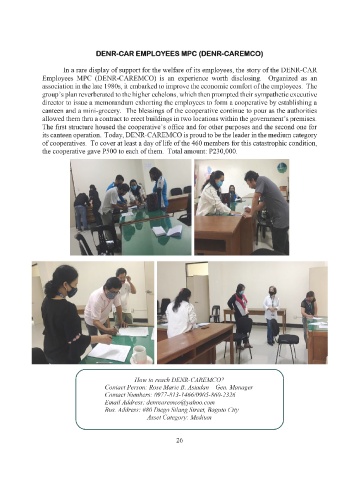 DENR-CAR EMPLOYEES MPC (DENR-CAREMCO)
In a rare display of support for the welfare of its employees, the story of the DENR-CAR
Employees MPC (DENR-CAREMCO) is an experience worth disclosing. Organized as an
association in the late 1980s, it embarked to improve the economic comfort of the employees. The
group's plan reverberated to the higher echelons, which then prompted their sympathetic executive
director to issue a memorandum exhorting the employees to form a cooperative by establishing a
canteen and a mini-grocery. The blessings of the cooperative continue to pour as the authorities
allowed them thru a contract to erect buildings in two locations within the government's premises.
The first structure housed the cooperative's office and for other purposes and the second one for
its canteen operation. Today, DENR-CAREMCO is proud to be the leader in the medium category
of cooperatives. To cover at least a day of life of the 460 members for this catastrophic condition,
the cooperative gave P500 to each of them. Total amount: P230,000.
How to reach DENR-CAREMCO?
Contact Person: Rose Marie B. Gen. Manager
Contact Numbers:
Email Address: denrcaremco@yahoo.com
Bus. Address: #80 Diego Silang Street, Baguio City
Asset Category: Medium
26